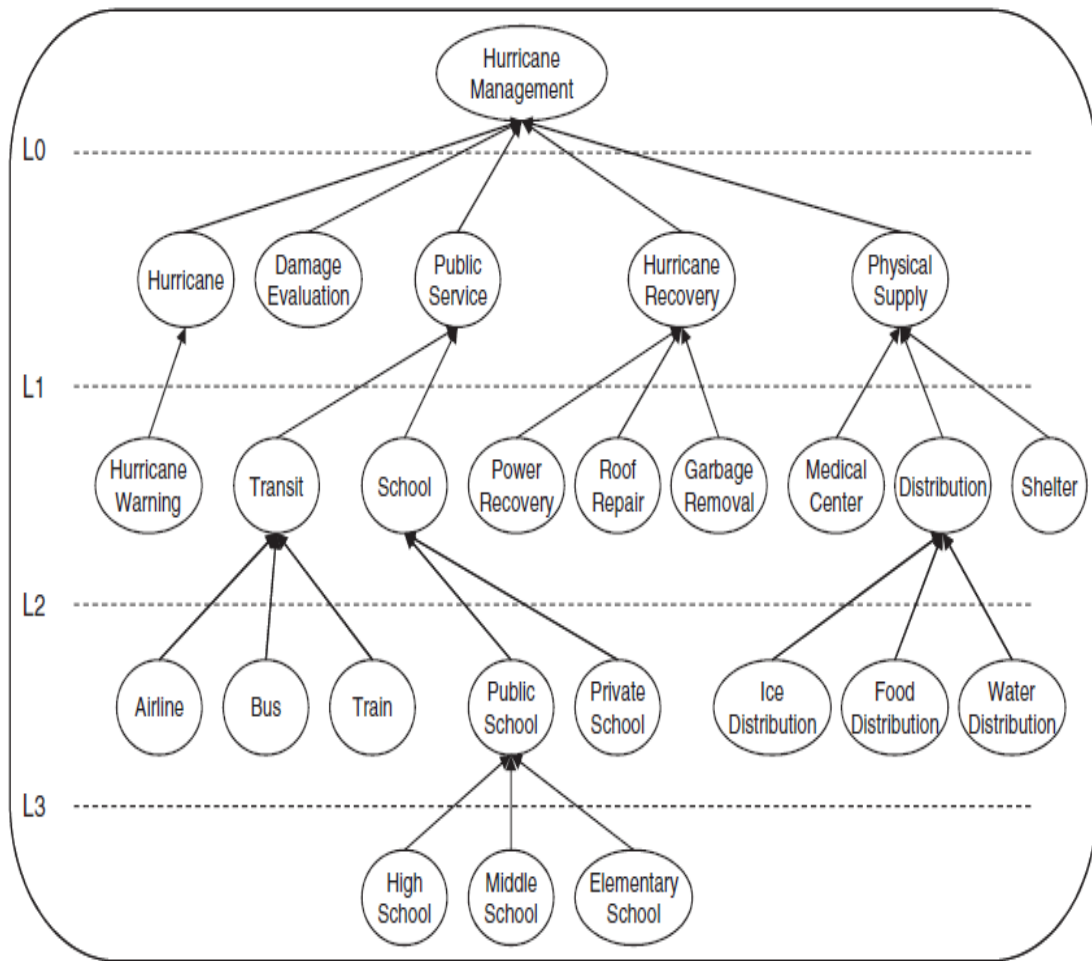 Hurricane
Management
L0
Hurricane
Damage
Evaluation
Public
Service
Hurricane
Recovery
Physical
Supply
L1
Hurricane
Warning
Transit
School
Power
Recovery
Roof
Repair
Garbage
Removal
Medical
Center
Distribution
Shelter
L2
Airline
Bus
Train
Public
School
Private
School
Ice
Distribution
Food
Distribution
Water
Distribution
L3
High
School
Middle
School
Elementary
School